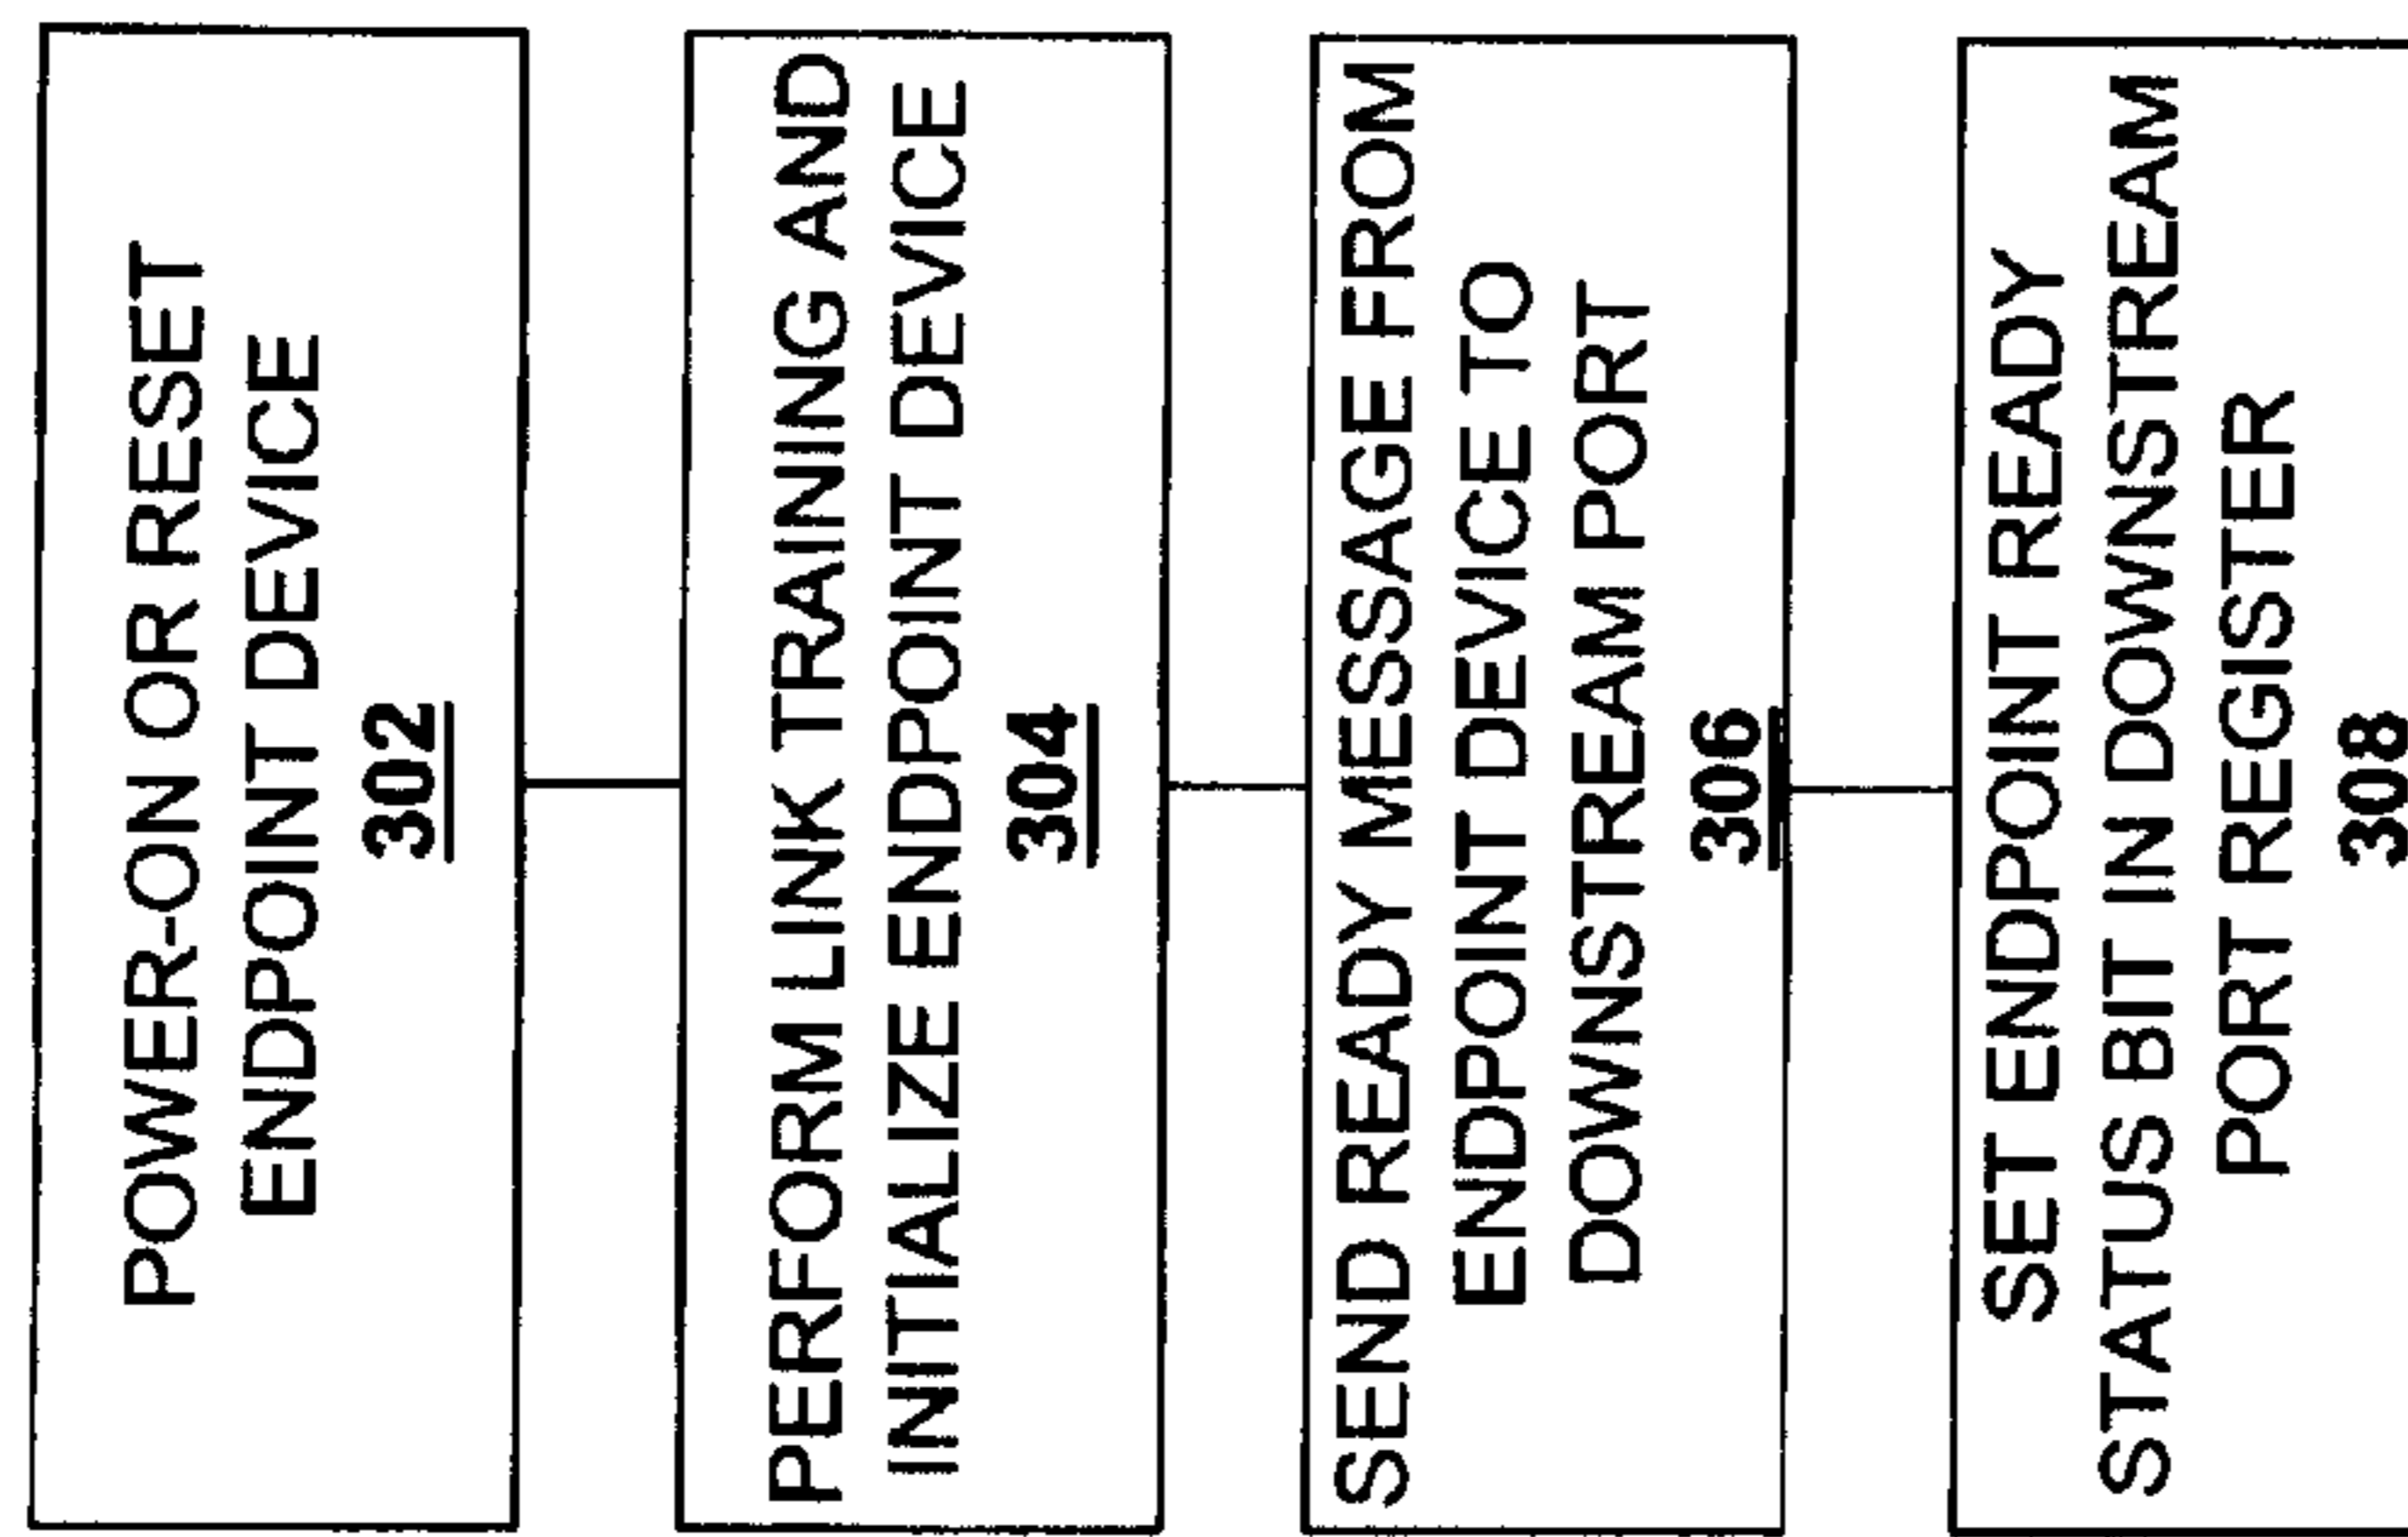 POWER-ON OR RESET
ENDPOINT DEVICE
302
PERFORM LINK TRAINING AND
INITIALIZE ENDPOINT DEVICE
304
SEND READY MESSAGE FROM
ENDPOINT DEVICE TO
DOWNSTREAM PORT
306
SET ENDPOINT READY
STATUS BIT IN DOWNSTREAM
PORT REGISTER
308